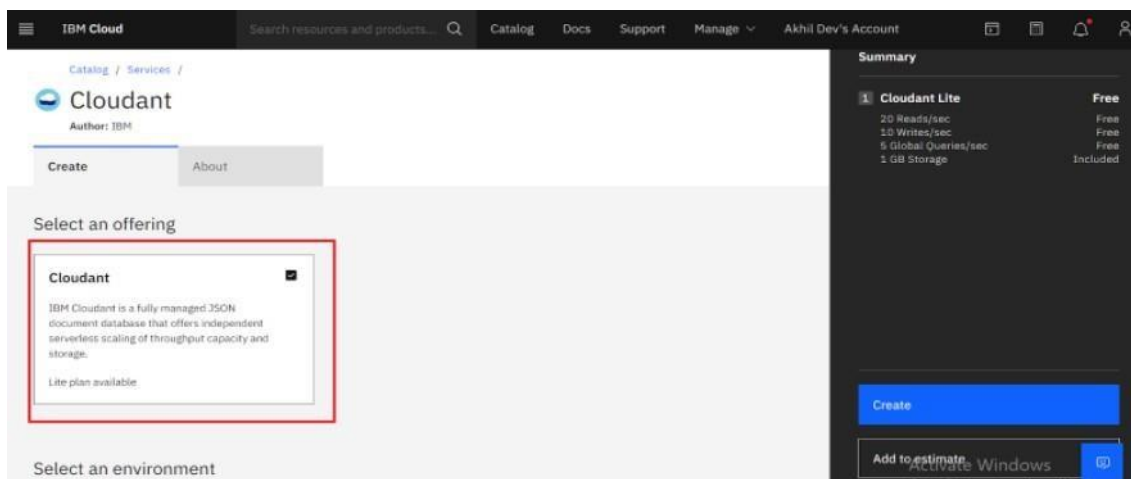 IBM Cloud
Search resources and products...
Catalog
Docs
Support
Manage
Akhil Dev's Account
Catalog / Services /
Cloudant
Author: IBM
Create
About
Select an offering
Cloudant
IBM Cloudant is a fully managed JSON
document database that offers independent
serverless scaling of throughput capacity and
storage.
Lite plan available
Select an environment
Summary
1 Cloudant Lite Free
20 Reads/sec Free
10 Writes/sec Free
5 Global Queries/sec Free
1 GB Storage Included
Create
Add to estimate
Activate Windows